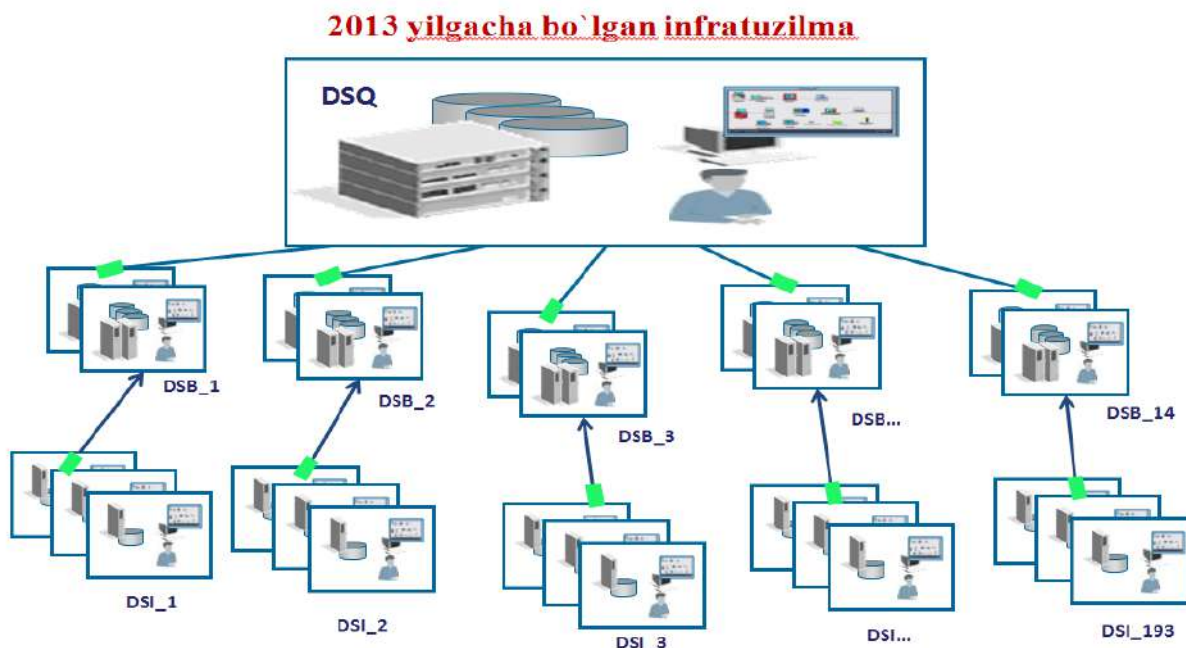 2013 yilgacha bo`lgan infratuzilma
DSQ
DSB_1
DSB_2
DSB_3
DSB...
DSB_14
DSI_1
DSI_2
DSI_3
DSI...
DSI_193